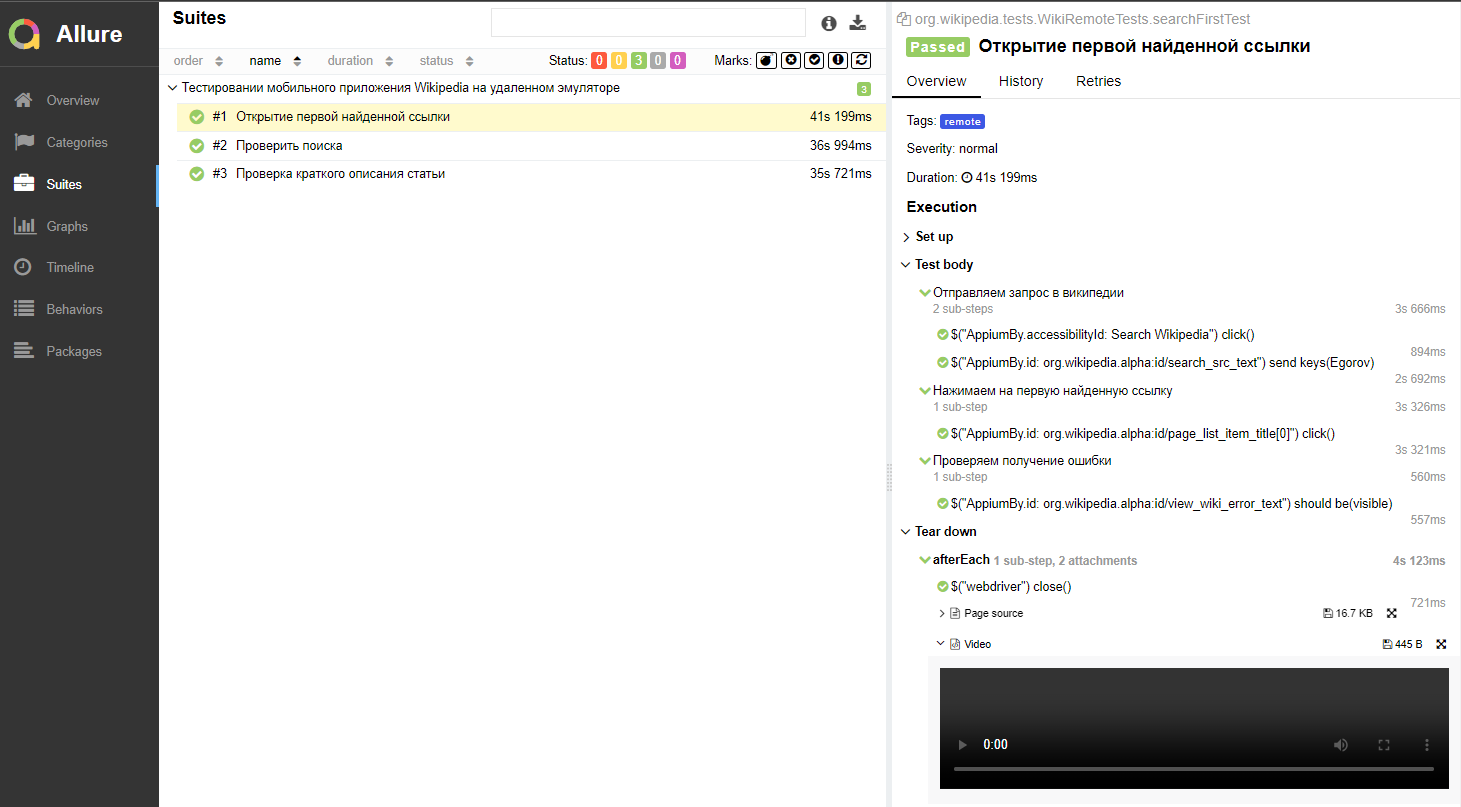 Allure
Overview
Categories
Suites
Graphs
Timeline
Behaviors
Packages
Suites
order name duration status Status: 0 0 3 0 0 Marks:
Тестировании мобильного приложения Wikipedia на удаленном эмуляторе 3
#1 Открытие первой найденной ссылки 41s 199ms
#2 Проверить поиска 36s 994ms
#3 Проверка краткого описания статьи 35s 721ms
org.wikipedia.tests.WikiRemoteTests.searchFirstTest
Passed Открытие первой найденной ссылки
Overview History Retries
Tags: remote
Severity: normal
Duration: 41s 199ms
Execution
Set up
Test body
Отправляем запрос в википедии
2 sub-steps 3s 666ms
$("AppiumBy.accessibilityId: Search Wikipedia") click()
894ms
$("AppiumBy.id: org.wikipedia.alpha:id/search_src_text") send keys(Egorov)
2s 692ms
Нажимаем на первую найденную ссылку
1 sub-step 3s 326ms
$("AppiumBy.id: org.wikipedia.alpha:id/page_list_item_title[0]") click()
3s 321ms
Проверяем получение ошибки
1 sub-step 560ms
$("AppiumBy.id: org.wikipedia.alpha:id/view_wiki_error_text") should be(visible)
557ms
Tear down
afterEach 1 sub-step, 2 attachments 4s 123ms
$("webdriver") close()
721ms
Page source 16.7 KB
Video 445 B
0:00